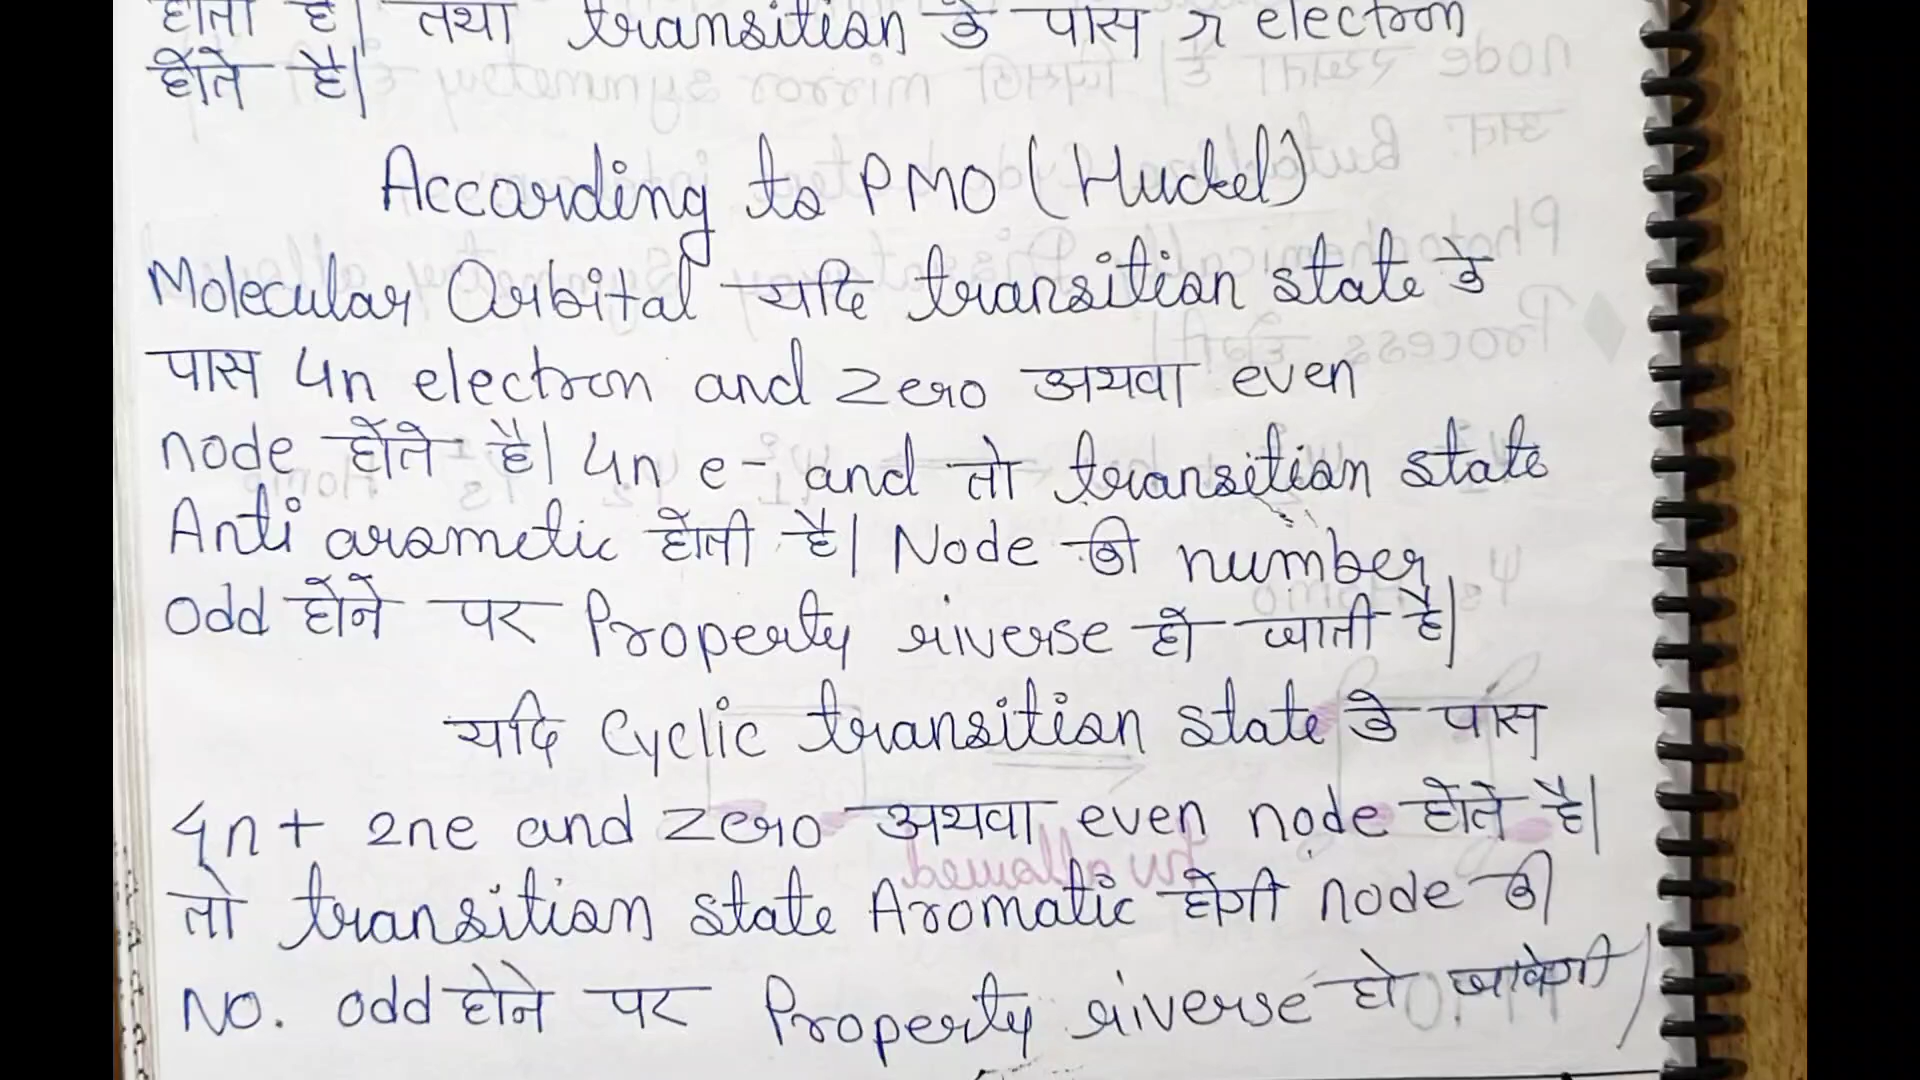 होता है। तथा transition के पास π electron
होते है।
According to PMO (Huckel)
Molecular Orbital यदि transition state के
पास 4n electron and zero अथवा even
node होते है। 4n e- and तो transition state
Anti arometic होती है। Node की number
odd होने पर Property riverse हो जाती है।
यदि Cyclic transition state के पास
4n + 2ne and zero अथवा even node होते है।
तो transition state Aromatic होगी node की
NO. odd होने पर Property riverse हो जावेगी